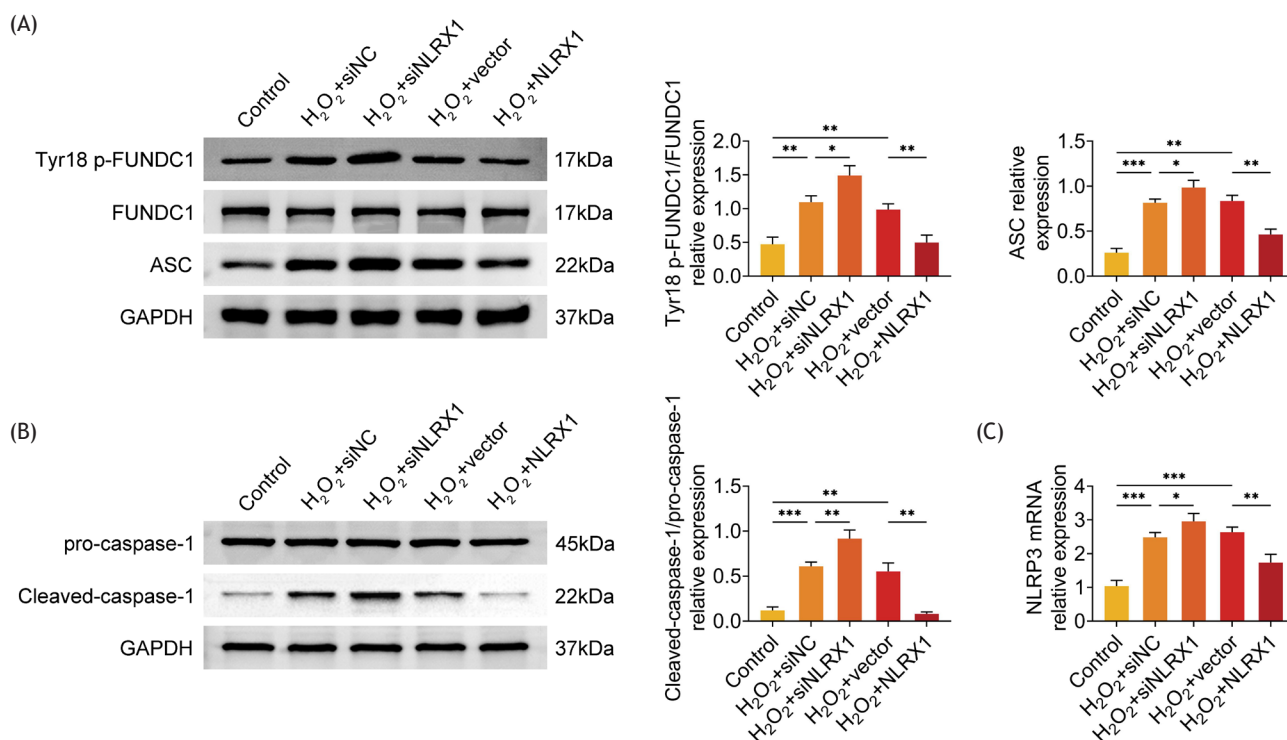 (A)
Control
H₂O₂+siNC
H₂O₂+siNLRX1
H₂O₂+vector
H₂O₂+NLRX1
Tyr18 p-FUNDC1 17kDa
FUNDC1 17kDa
ASC 22kDa
GAPDH 37kDa
Tyr18 p-FUNDC1/FUNDC1
relative expression
2.0
1.5
1.0
0.5
0.0
**
** * **
Control
H₂O₂+siNC
H₂O₂+siNLRX1
H₂O₂+vector
H₂O₂+NLRX1
ASC relative
expression
1.5
1.0
0.5
0.0
**
*** * **
Control
H₂O₂+siNC
H₂O₂+siNLRX1
H₂O₂+vector
H₂O₂+NLRX1
(B)
Control
H₂O₂+siNC
H₂O₂+siNLRX1
H₂O₂+vector
H₂O₂+NLRX1
pro-caspase-1 45kDa
Cleaved-caspase-1 22kDa
GAPDH 37kDa
Cleaved-caspase-1/pro-caspase-1
relative expression
1.5
1.0
0.5
0.0
**
*** ** **
Control
H₂O₂+siNC
H₂O₂+siNLRX1
H₂O₂+vector
H₂O₂+NLRX1
(C)
NLRP3 mRNA
relative expression
4
3
2
1
0
***
*** * **
Control
H₂O₂+siNC
H₂O₂+siNLRX1
H₂O₂+vector
H₂O₂+NLRX1